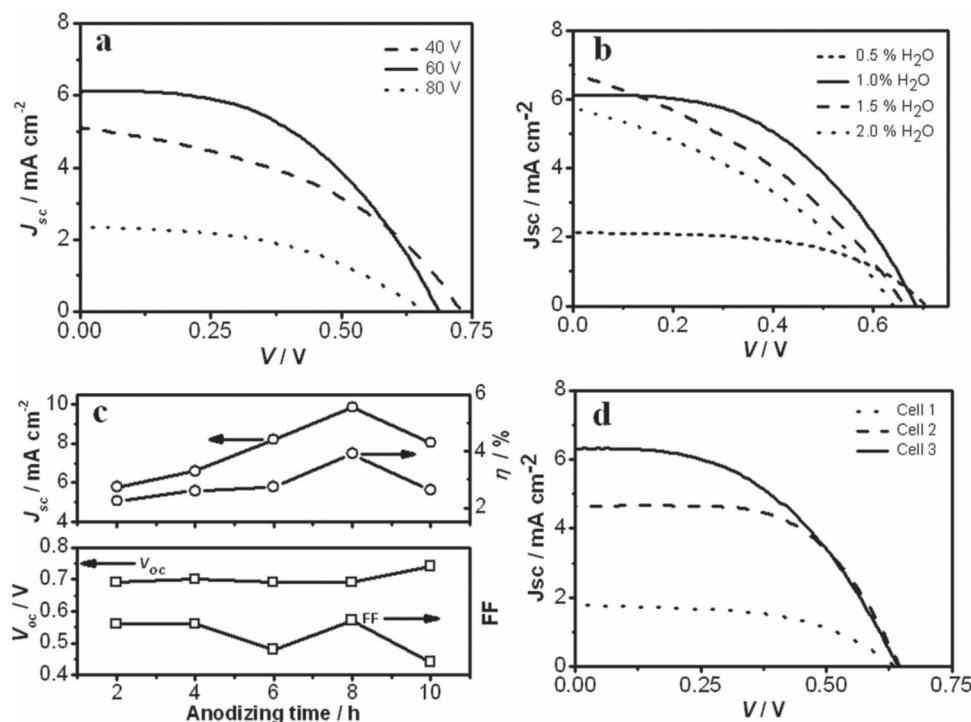 a
40 V
60 V
80 V
J_sc / mA cm-2
8
6
4
2
0
0.00 0.25 0.50 0.75
V / V
b
0.5 % H2O
1.0% H2O
1.5 % H2O
2.0 % H2O
Jsc / mA cm-2
8
6
4
2
0
0.0 0.2 0.4 0.6
V / V
c
J_sc / mA cm-2
10
8
6
4
6
4
2
η / %
Voc / V
0.8
0.7
0.6
0.5
0.4
Voc
FF
FF
2 4 6 8 10
Anodizing time / h
d
Cell 1
Cell 2
Cell 3
Jsc / mA cm-2
8
6
4
2
0
0.00 0.25 0.50 0.75
V / V